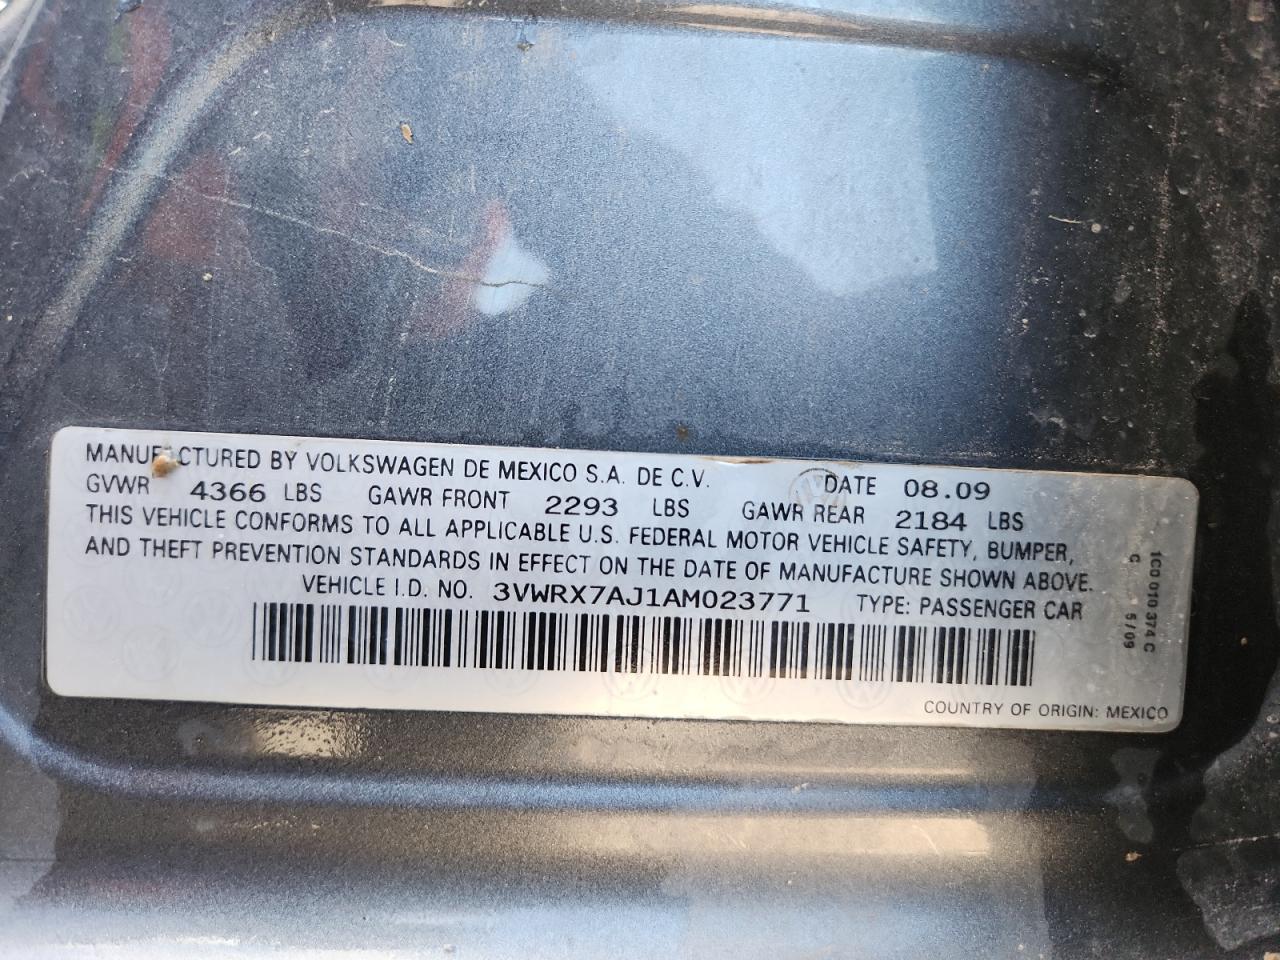 MANUFACTURED BY VOLKSWAGEN DE MEXICO S.A. DE C.V. DATE 08.09
GVWR 4366 LBS GAWR FRONT 2293 LBS GAWR REAR 2184 LBS
THIS VEHICLE CONFORMS TO ALL APPLICABLE U.S. FEDERAL MOTOR VEHICLE SAFETY, BUMPER,
AND THEFT PREVENTION STANDARDS IN EFFECT ON THE DATE OF MANUFACTURE SHOWN ABOVE.
VEHICLE I.D. NO. 3VWRX7AJ1AM023771 TYPE: PASSENGER CAR
COUNTRY OF ORIGIN: MEXICO
1C0 010 374 C
C 5/09